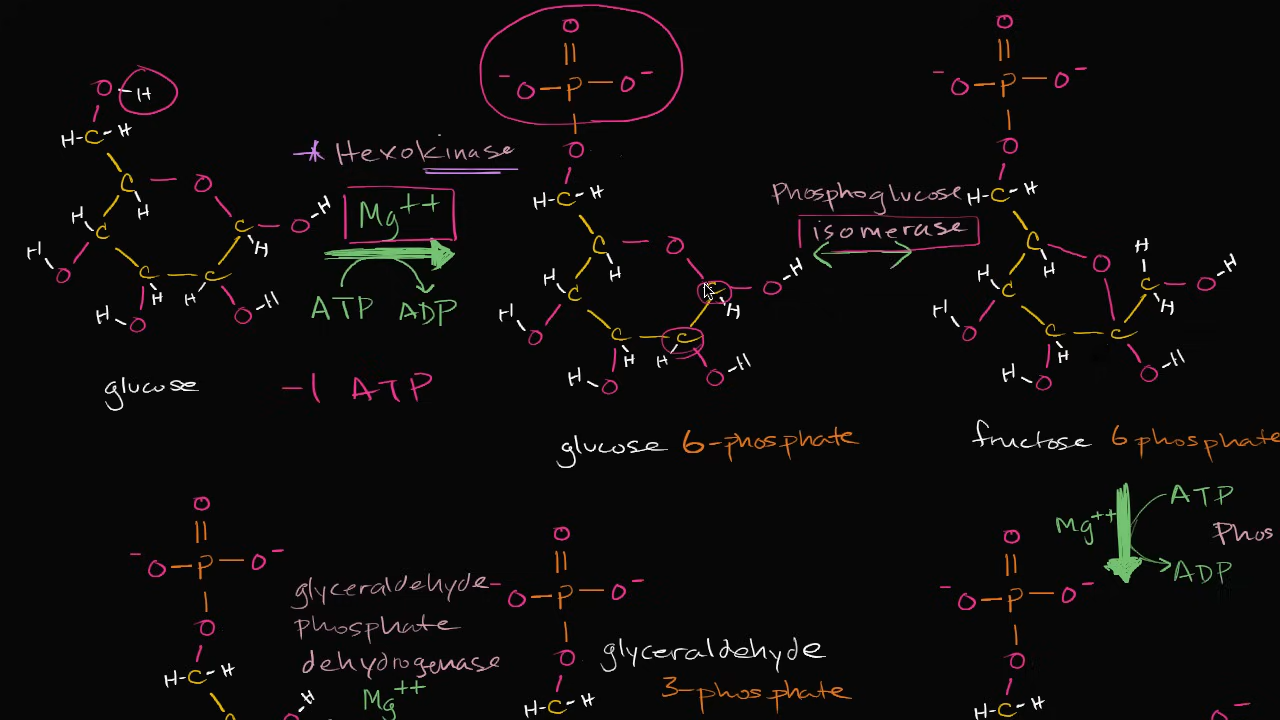 * Hexokinase
Mg++
ATP ADP
glucose
-1 ATP
glucose 6-phosphate
Phosphoglucose
isomerase
fructose 6 phosphate
Mg++
ATP
Phos
ADP
glyceraldehyde-
phosphate
dehydrogenase
Mg++
glyceraldehyde
3-phosphate